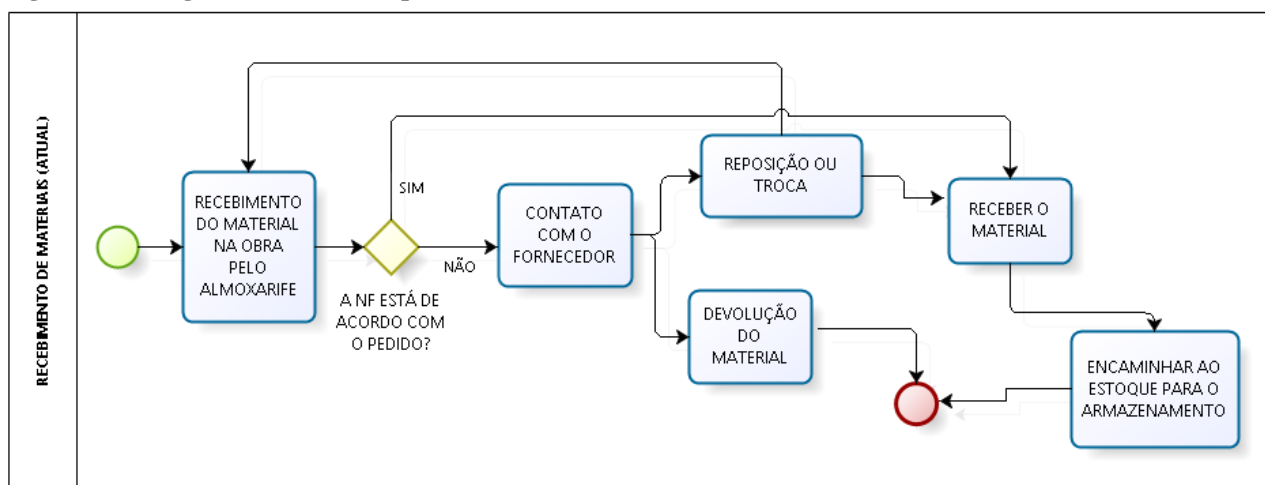 RECEBIMENTO DE MATERIAIS (ATUAL)
RECEBIMENTO
DO MATERIAL
NA OBRA
PELO
ALMOXARIFE
SIM
NÃO
A NF ESTÁ DE
ACORDO COM
O PEDIDO?
CONTATO
COM O
FORNECEDOR
REPOSIÇÃO OU
TROCA
DEVOLUÇÃO
DO
MATERIAL
RECEBER O
MATERIAL
ENCAMINHAR AO
ESTOQUE PARA O
ARMAZENAMENTO